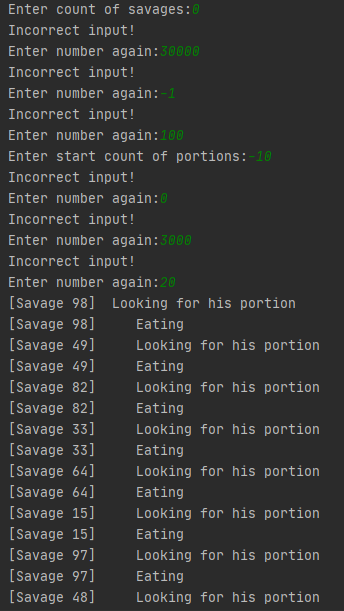 Enter count of savages:0
Incorrect input!
Enter number again:30000
Incorrect input!
Enter number again:-1
Incorrect input!
Enter number again:100
Enter start count of portions:-10
Incorrect input!
Enter number again:0
Incorrect input!
Enter number again:3000
Incorrect input!
Enter number again:20
[Savage 98]  Looking for his portion
[Savage 98]     Eating
[Savage 49]     Looking for his portion
[Savage 49]     Eating
[Savage 82]     Looking for his portion
[Savage 82]     Eating
[Savage 33]     Looking for his portion
[Savage 33]     Eating
[Savage 64]     Looking for his portion
[Savage 64]     Eating
[Savage 15]     Looking for his portion
[Savage 15]     Eating
[Savage 97]     Looking for his portion
[Savage 97]     Eating
[Savage 48]     Looking for his portion